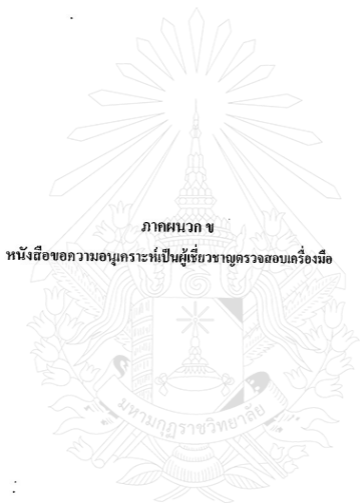 ภาคผนวก ข
หนังสือขอความอนุเคราะห์เป็นผู้เชี่ยวชาญตรวจสอบเครื่องมือ
มหามกุฏราชวิทยาลัย